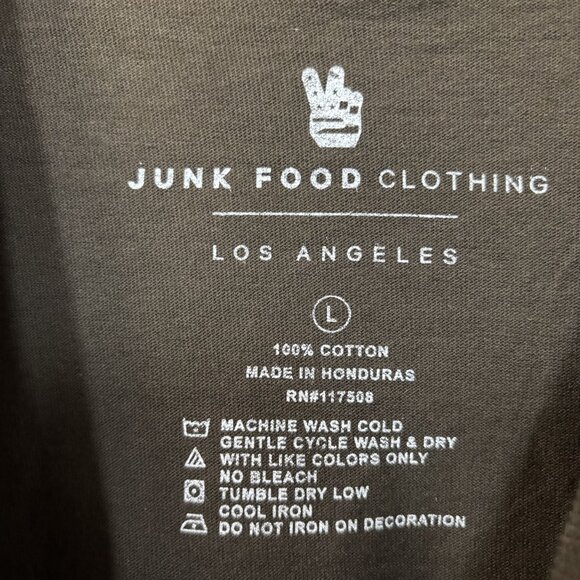 JUNK FOOD CLOTHING
LOS ANGELES
L
100% COTTON
MADE IN HONDURAS
RN#117508
MACHINE WASH COLD
GENTLE CYCLE WASH & DRY
WITH LIKE COLORS ONLY
NO BLEACH
TUMBLE DRY LOW
COOL IRON
DO NOT IRON ON DECORATION